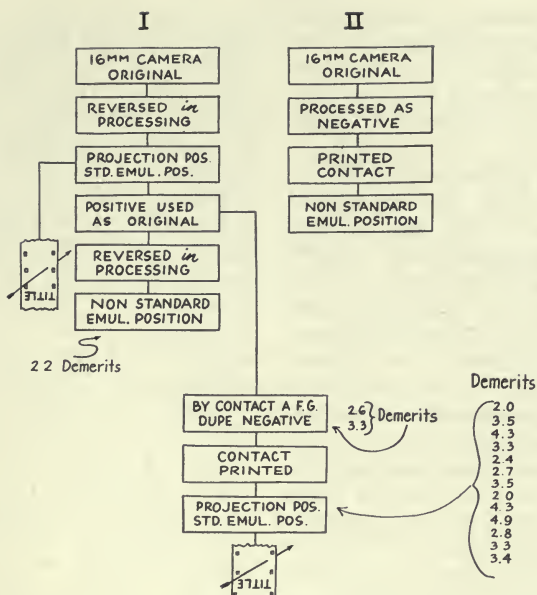 I
16MM CAMERA
ORIGINAL
REVERSED in
PROCESSING
PROJECTION POS.
STD. EMUL. POS.
POSITIVE USED
AS ORIGINAL
REVERSED in
PROCESSING
NON STANDARD
EMUL. POSITION
TITLE
22 Demerits
II
16MM CAMERA
ORIGINAL
PROCESSED AS
NEGATIVE
PRINTED
CONTACT
NON STANDARD
EMUL. POSITION
BY CONTACT A F.G.
DUPE NEGATIVE
2.6
3.3
Demerits
CONTACT
PRINTED
PROJECTION POS.
STD. EMUL. POS.
TITLE
Demerits
2.0
3.5
4.3
3.3
2.4
2.7
3.5
2.0
4.3
4.9
2.8
3 3
3.4